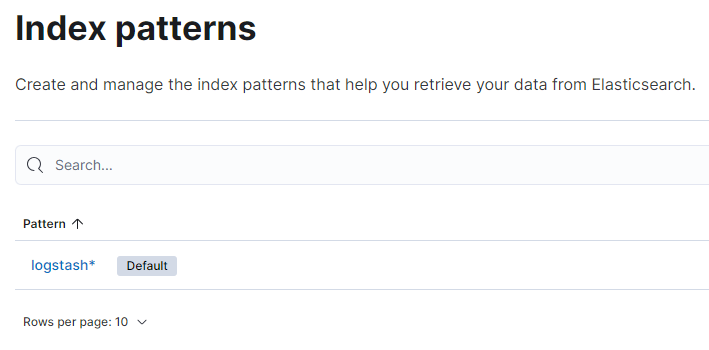 Index patterns
Create and manage the index patterns that help you retrieve your data from Elasticsearch.
Search...
Pattern ↑
logstash* Default
Rows per page: 10